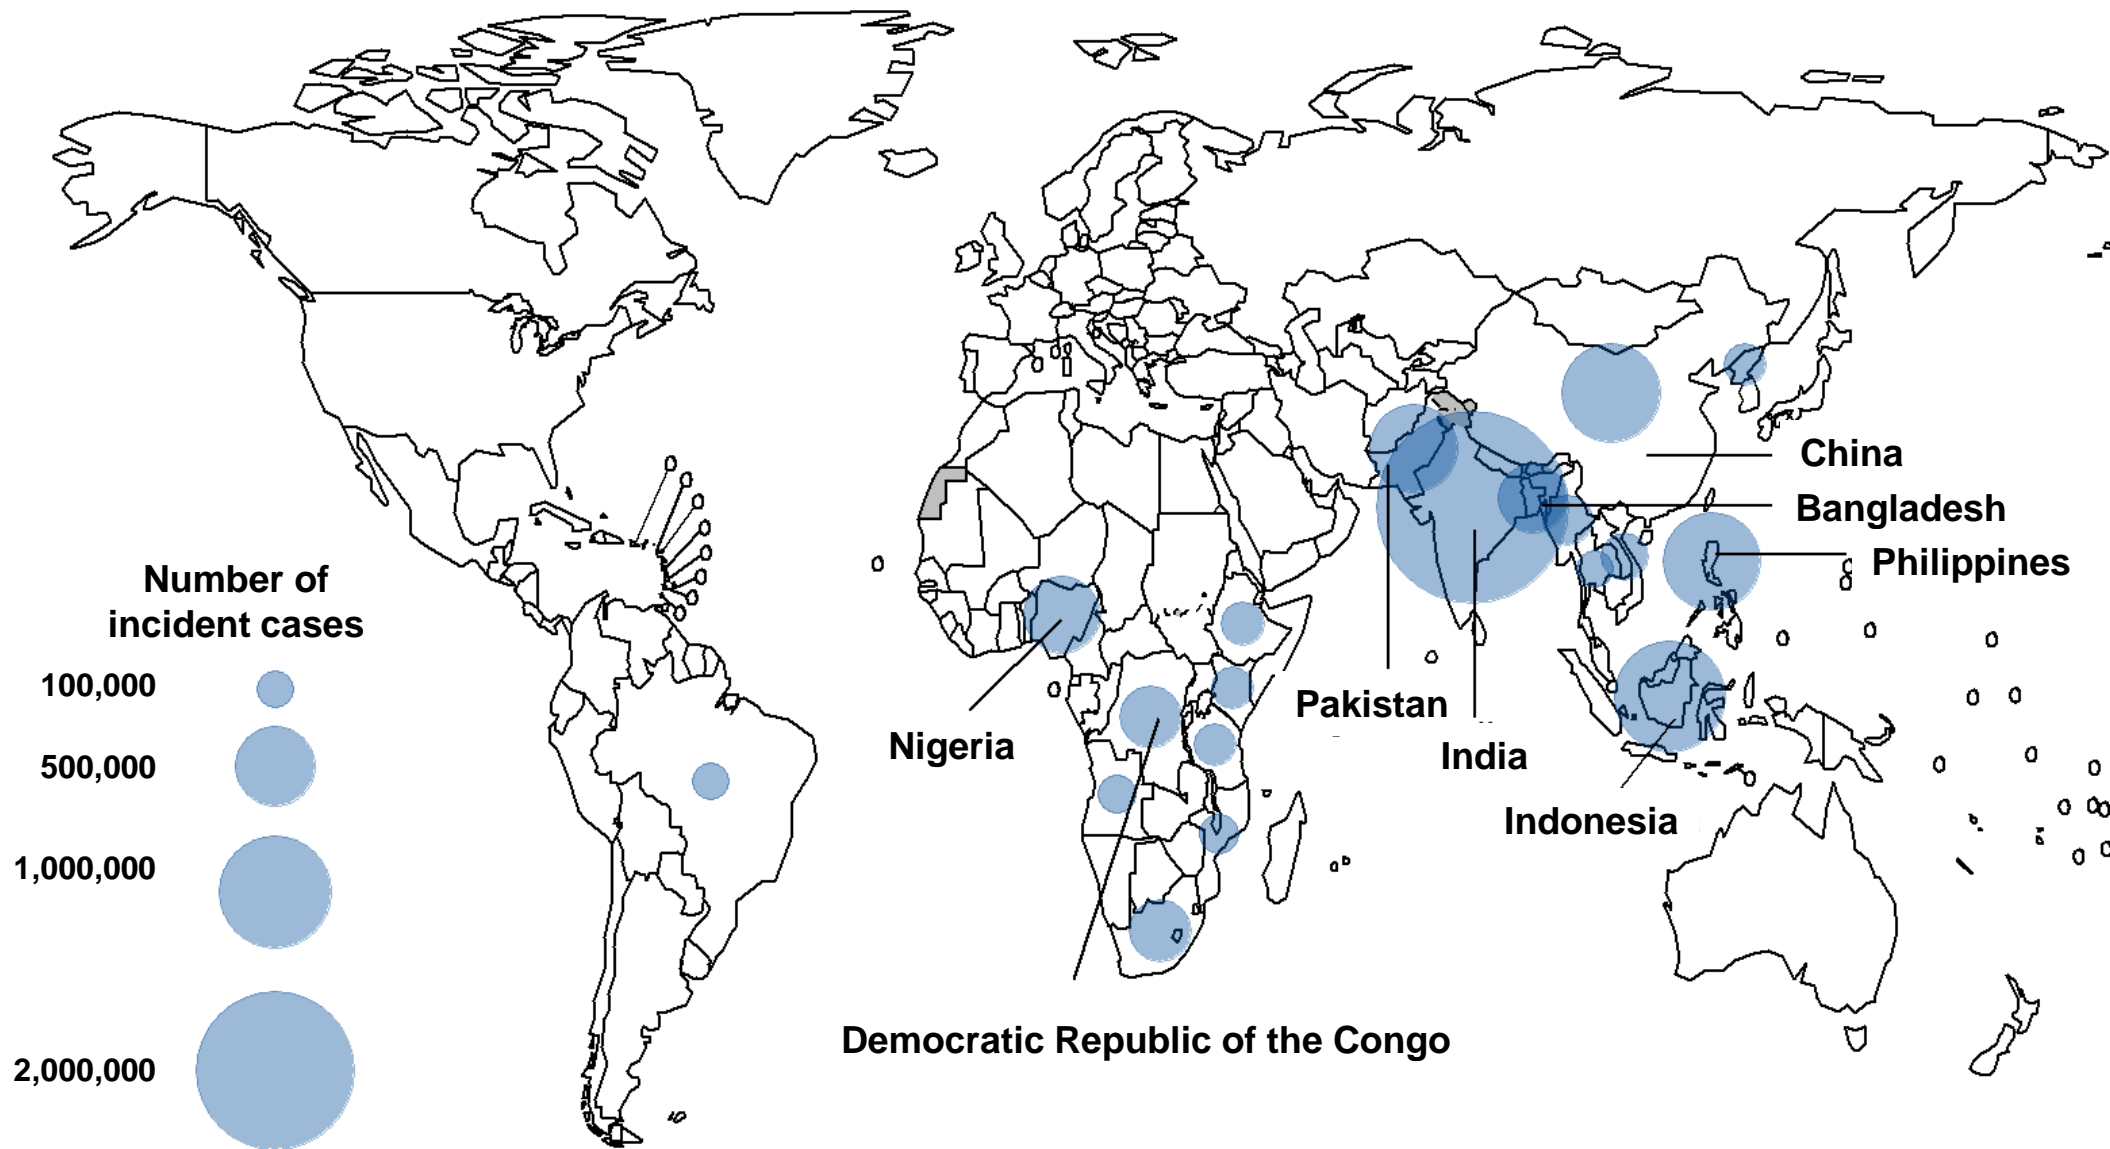 Number of
incident cases
100,000
500,000
1,000,000
2,000,000
China
Bangladesh
Philippines
Pakistan
Nigeria
India
Indonesia
Democratic Republic of the Congo